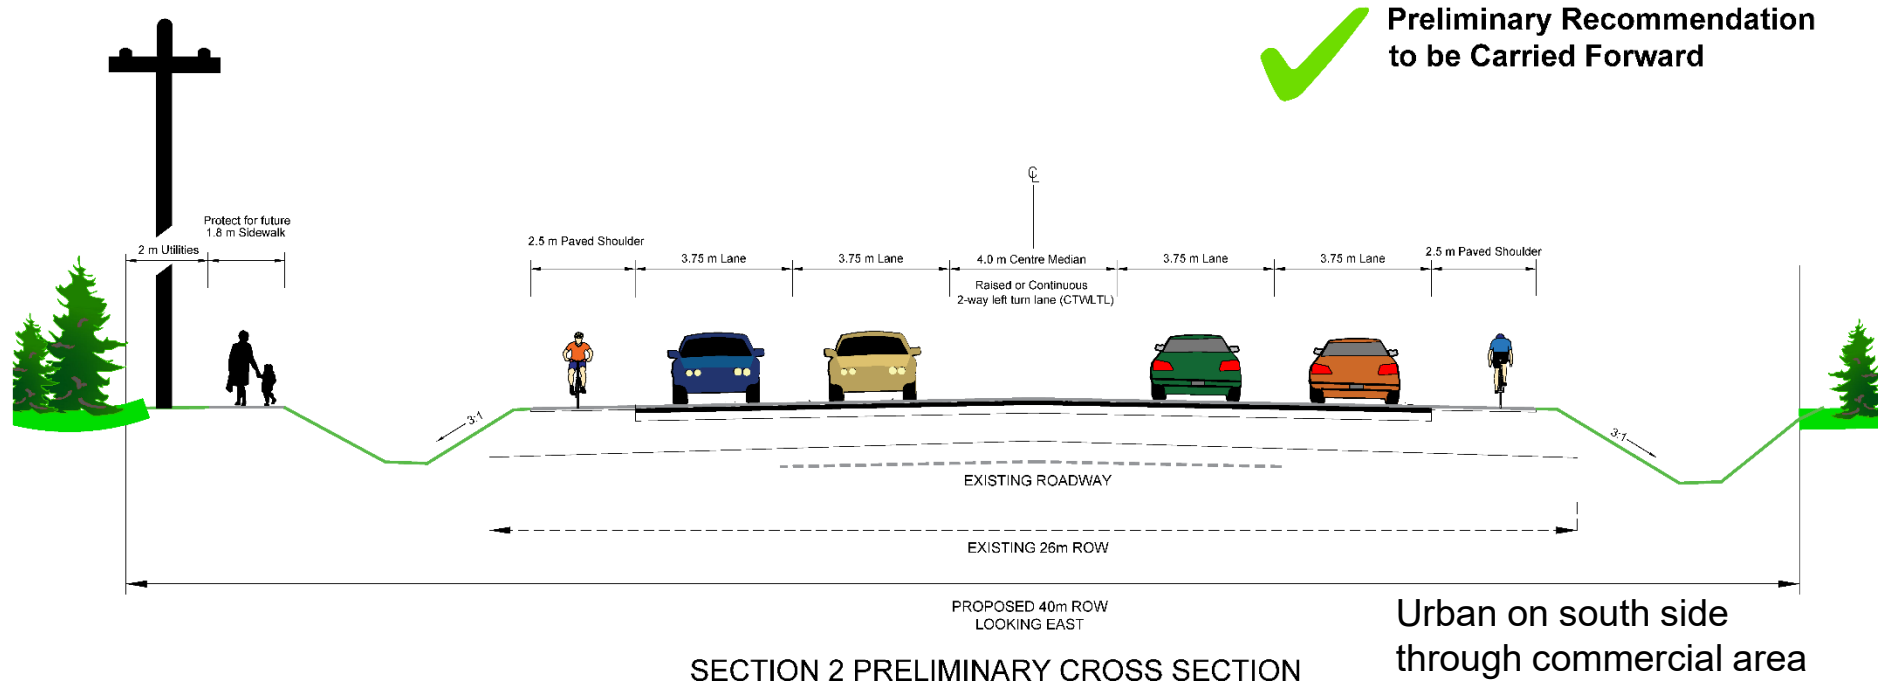 Preliminary Recommendation
to be Carried Forward
℄
Protect for future
1.8 m Sidewalk
2 m Utilities
2.5 m Paved Shoulder
3.75 m Lane
3.75 m Lane
4.0 m Centre Median
Raised or Continuous
2-way left turn lane (CTWLTL)
3.75 m Lane
3.75 m Lane
2.5 m Paved Shoulder
3:1
3:1
EXISTING ROADWAY
EXISTING 26m ROW
PROPOSED 40m ROW
LOOKING EAST
Urban on south side
through commercial area
SECTION 2 PRELIMINARY CROSS SECTION